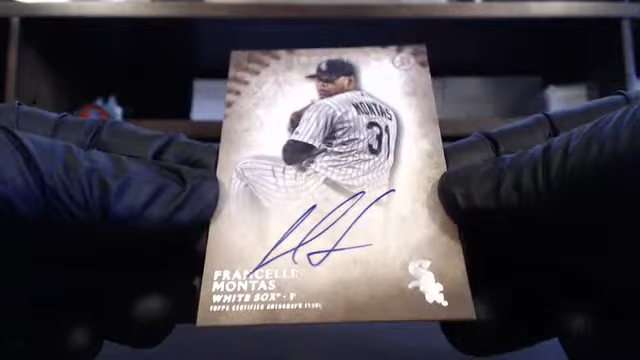 MONTAS
31
FRANCELLIS
MONTAS
WHITE SOX® - P
TOPPS CERTIFIED AUTOGRAPH ISSUE